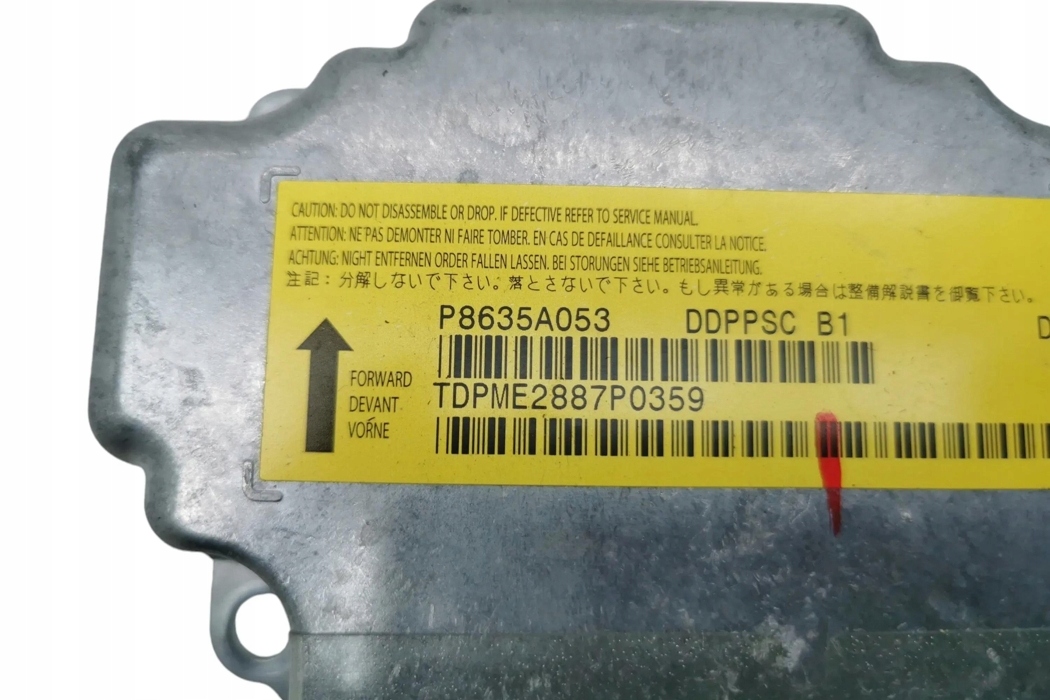 CAUTION: DO NOT DISASSEMBLE OR DROP. IF DEFECTIVE REFER TO SERVICE MANUAL.
ATTENTION: NE PAS DEMONTER NI FAIRE TOMBER. EN CAS DE DEFAILLANCE CONSULTER LA NOTICE.
ACHTUNG: NIGHT ENTFERNEN ORDER FALLEN LASSEN. BEI STORUNGEN SIEHE BETRIEBSANLEITUNG.
注記：分解しないで下さい。落とさないで下さい。もし異常がある場合は整備解説書を御覧下さい。
P8635A053 DDPPSC B1 D
TDPME2887P0359
FORWARD
DEVANT
VORNE